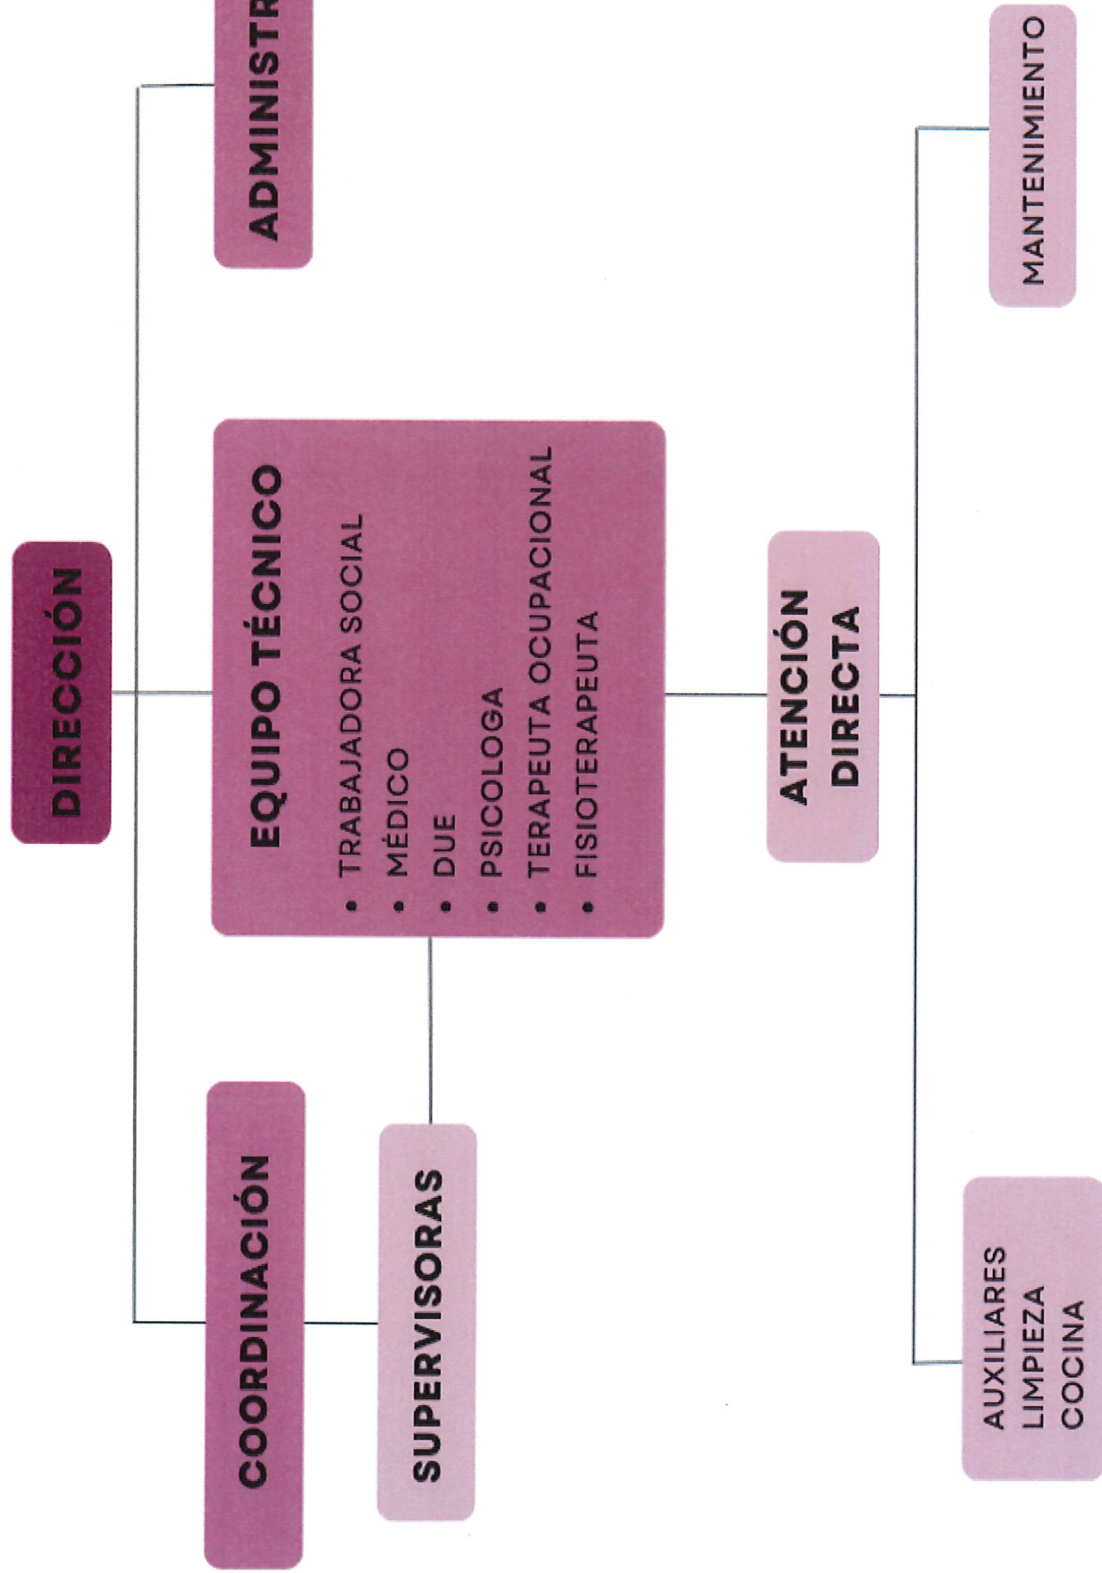 DIRECCIÓN
COORDINACIÓN
EQUIPO TÉCNICO
• TRABAJADORA SOCIAL
• MÉDICO
• DUE
• PSICOLOGA
• TERAPEUTA OCUPACIONAL
• FISIOTERAPEUTA
SUPERVISORAS
ATENCIÓN
DIRECTA
AUXILIARES
LIMPIEZA
COCINA
MANTENIMIENTO